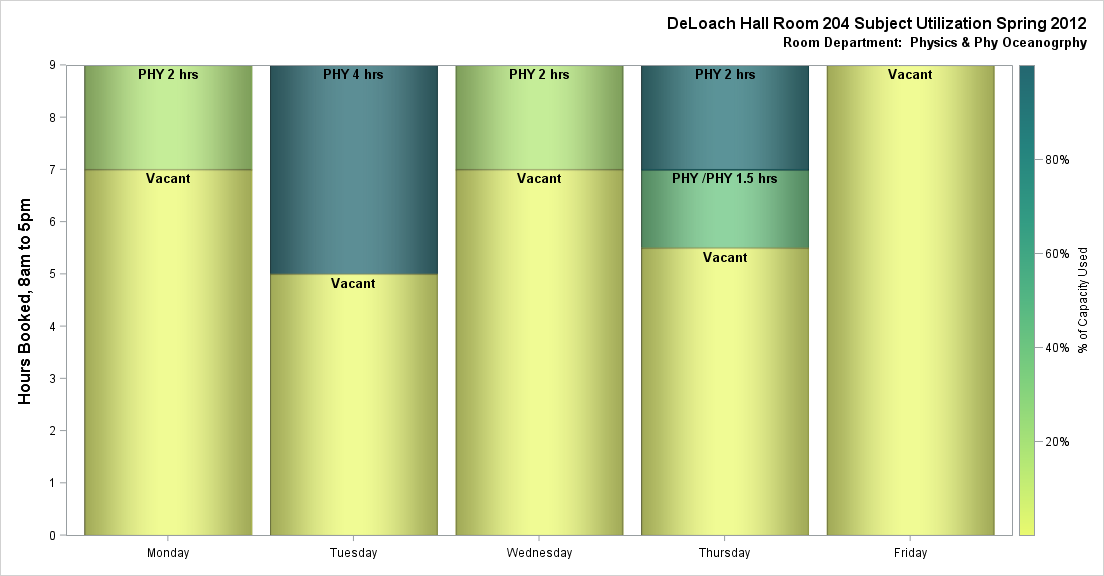 DeLoach Hall Room 204 Subject Utilization Spring 2012
Room Department:  Physics & Phy Oceanogrphy
Hours Booked, 8am to 5pm
9
8
7
6
5
4
3
2
1
0
PHY 2 hrs
Vacant
PHY 4 hrs
Vacant
PHY 2 hrs
Vacant
PHY 2 hrs
PHY /PHY 1.5 hrs
Vacant
Vacant
Monday
Tuesday
Wednesday
Thursday
Friday
80%
60%
40%
20%
% of Capacity Used